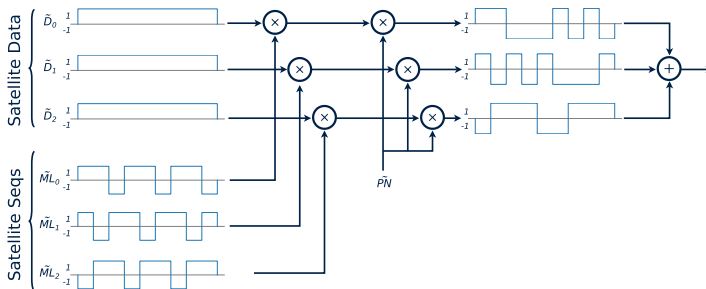 Satellite Data
D̃₀ 1 -1
× ×
1 -1
D̃₁ 1 -1
× ×
1 -1
+
D̃₂ 1 -1
× ×
1 -1
Satellite Seqs
M̃L₀ 1 -1
P̃N
M̃L₁ 1 -1
M̃L₂ 1 -1